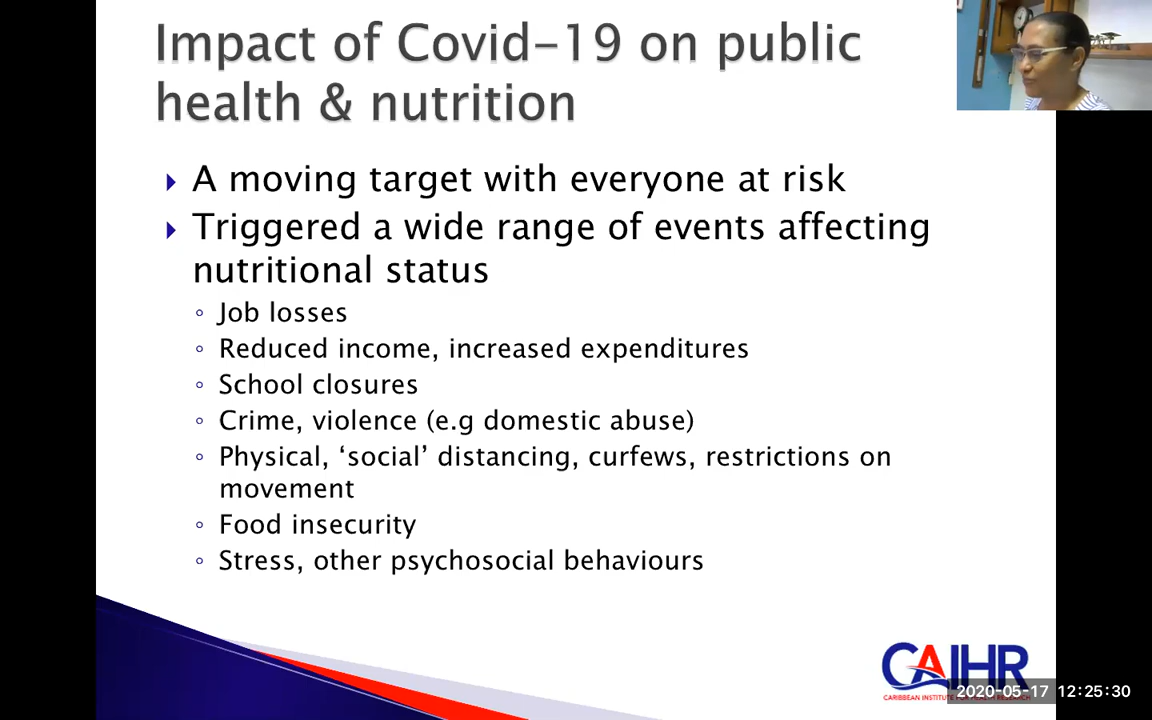 Impact of Covid-19 on public
health & nutrition
A moving target with everyone at risk
Triggered a wide range of events affecting
nutritional status
Job losses
Reduced income, increased expenditures
School closures
Crime, violence (e.g domestic abuse)
Physical, ‘social’ distancing, curfews, restrictions on
movement
Food insecurity
Stress, other psychosocial behaviours
CAIHR
CARIBBEAN INSTITUTE
2020-05-17 12:25:30